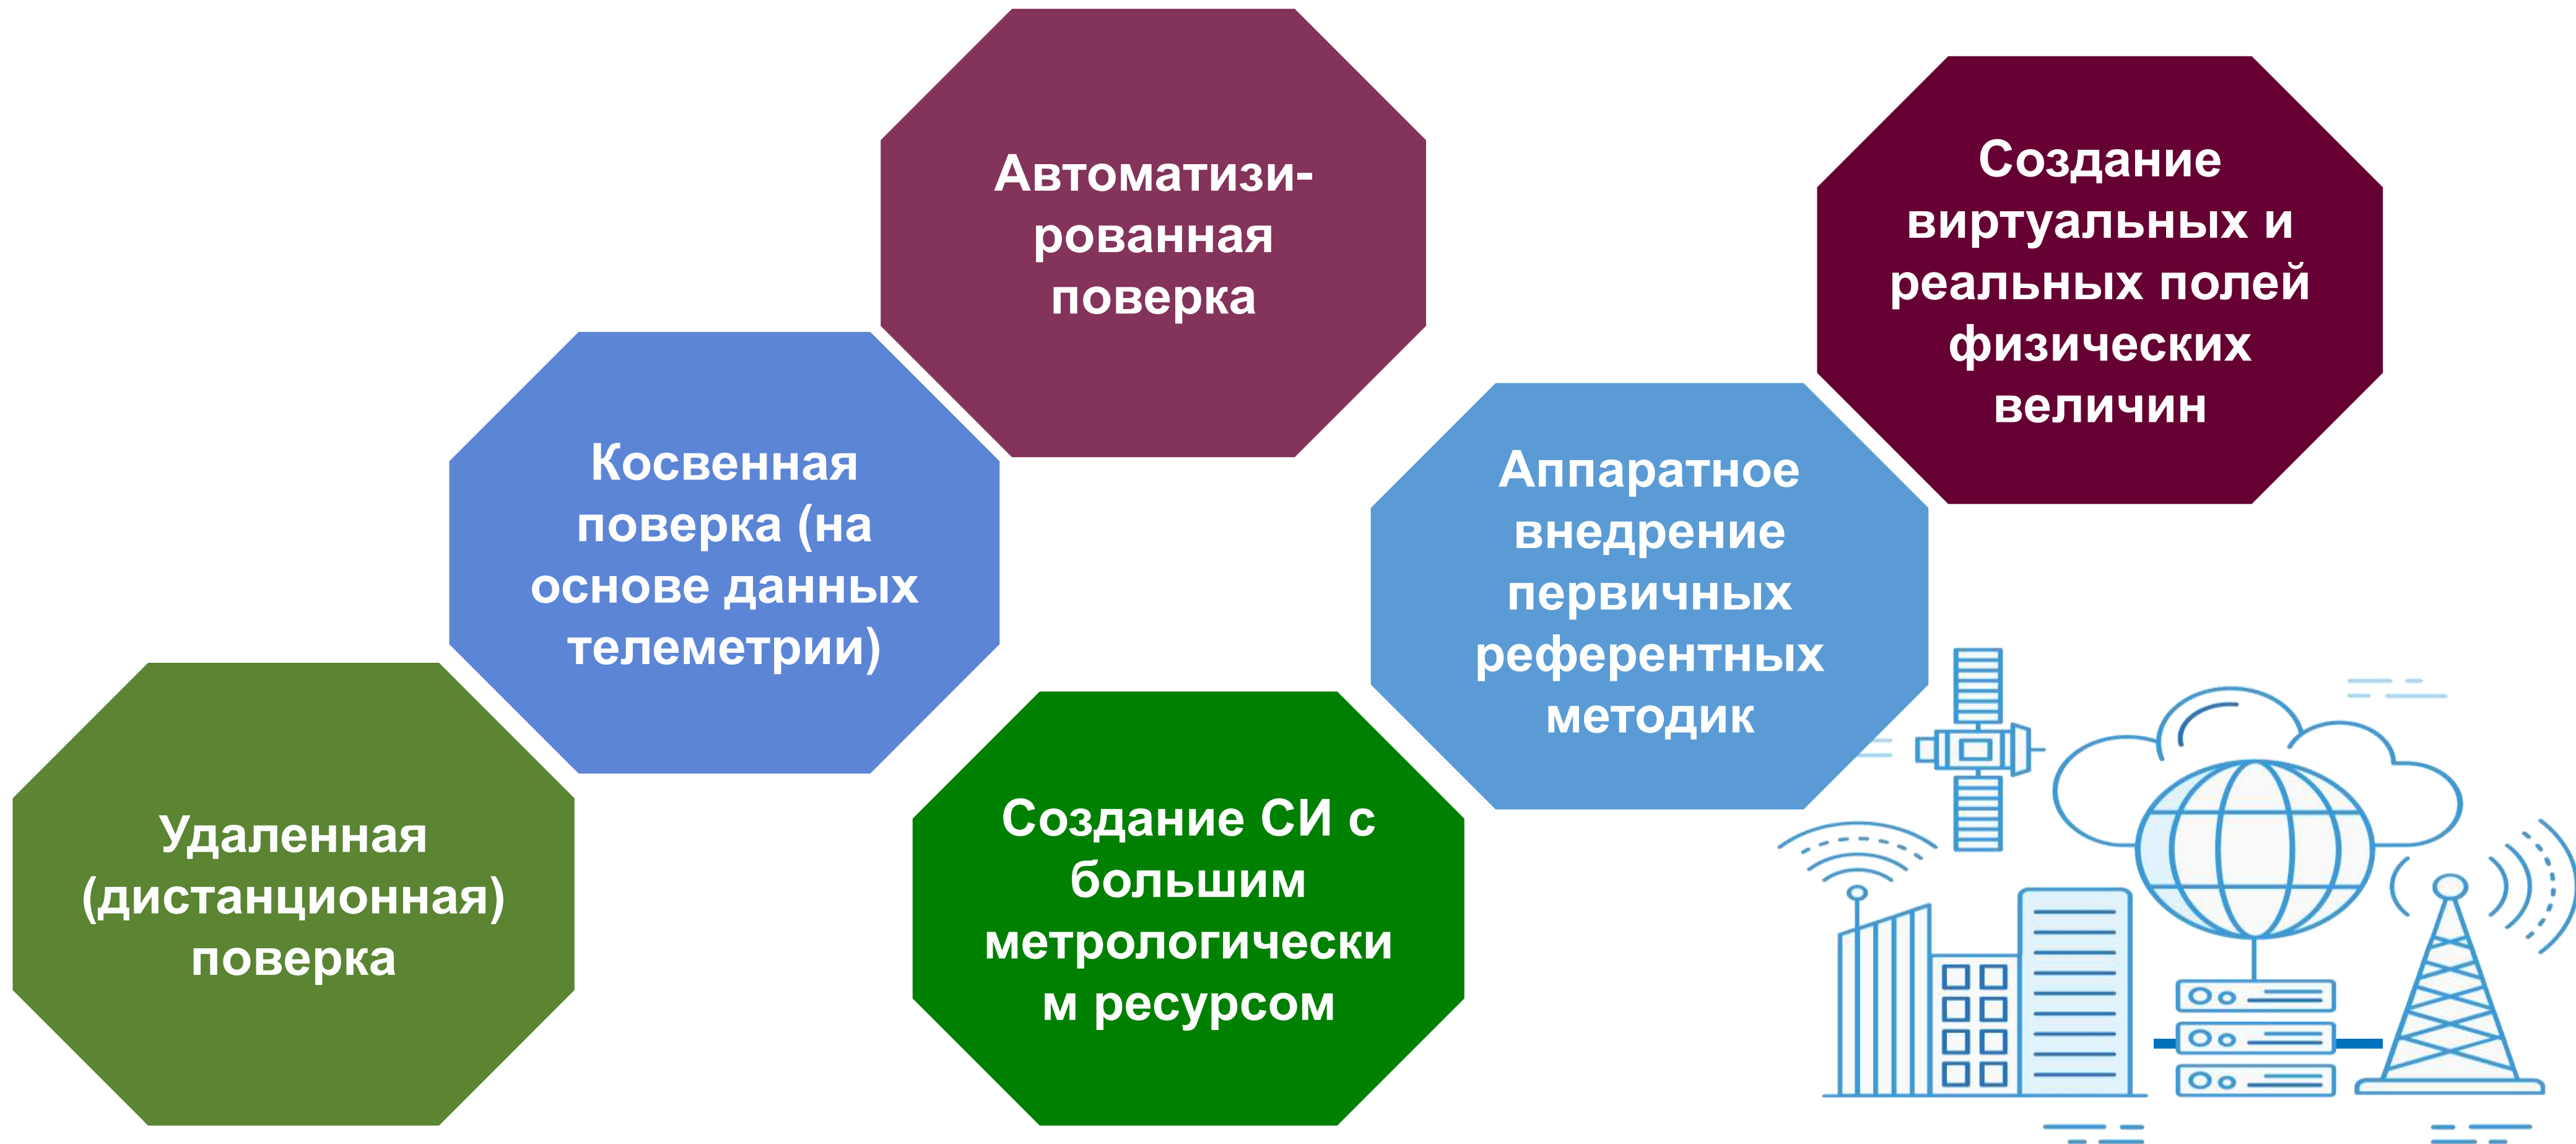 Автоматизи-
рованная
поверка
Создание
виртуальных и
реальных полей
физических
величин
Косвенная
поверка (на
основе данных
телеметрии)
Аппаратное
внедрение
первичных
референтных
методик
Удаленная
(дистанционная)
поверка
Создание СИ с
большим
метрологически
м ресурсом